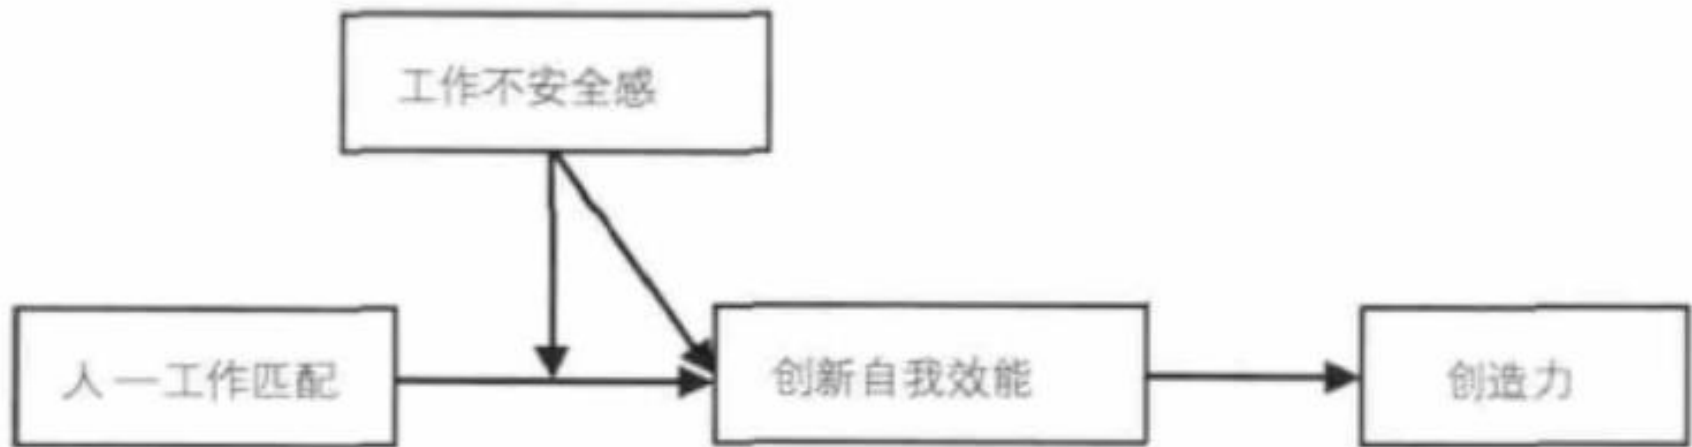 工作不安全感
人一工作匹配
创新自我效能
创造力